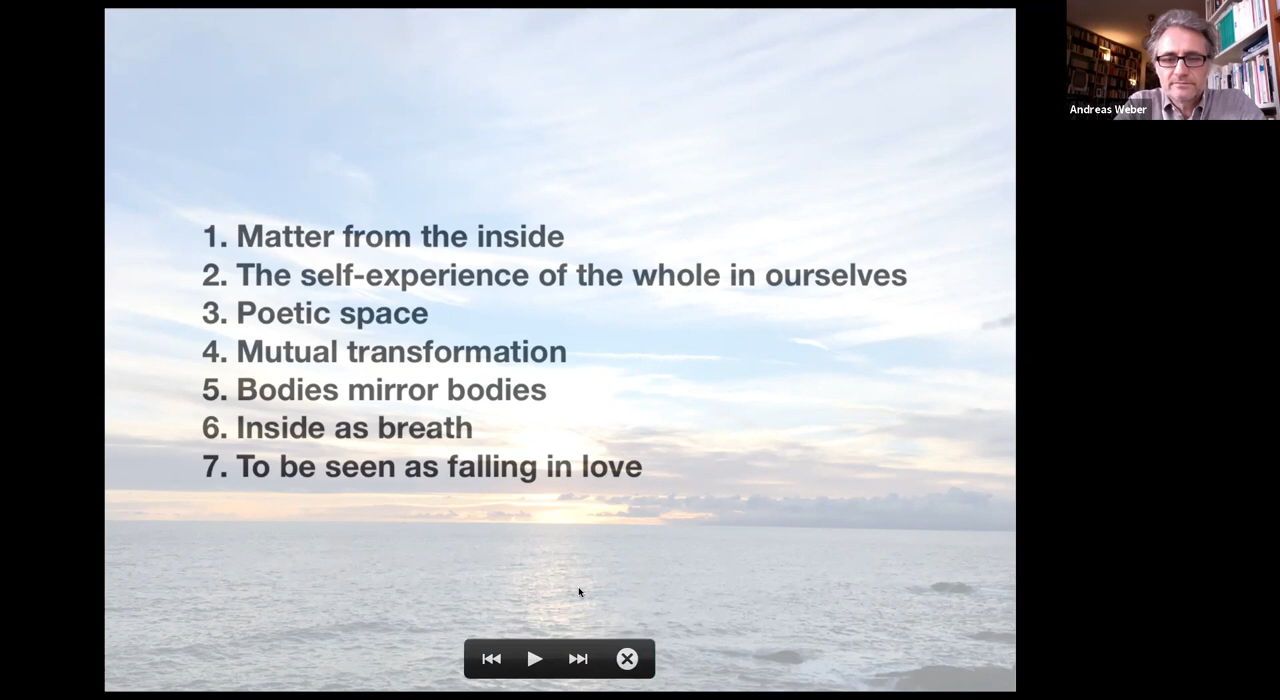 1. Matter from the inside
2. The self-experience of the whole in ourselves
3. Poetic space
4. Mutual transformation
5. Bodies mirror bodies
6. Inside as breath
7. To be seen as falling in love
Andreas Weber